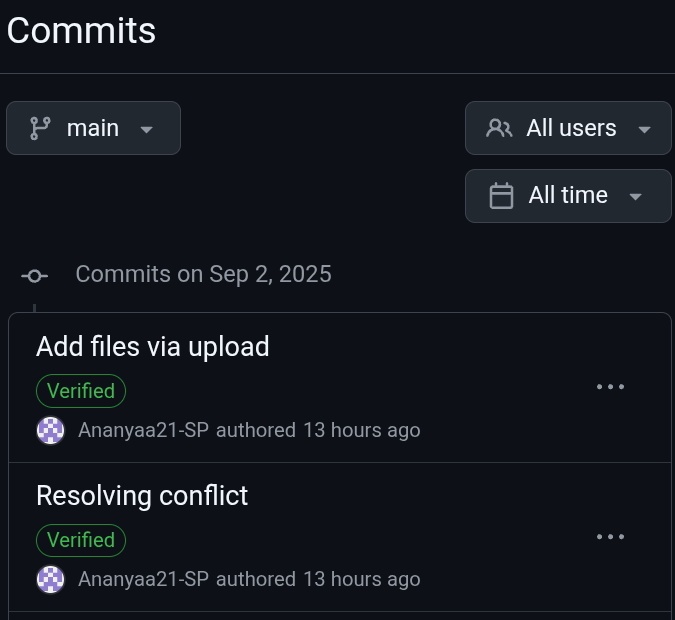 Commits
main
All users
All time
Commits on Sep 2, 2025
Add files via upload
Verified
Ananyaa21-SP authored 13 hours ago
Resolving conflict
Verified
Ananyaa21-SP authored 13 hours ago